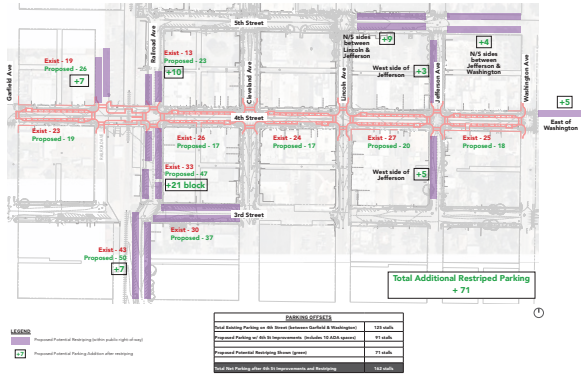 5th Street
N/S sides
between
Lincoln &
Jefferson
+9
+4
N/S sides
between
Jefferson &
Washington
Garfield Ave
Railroad Ave
Cleveland Ave
Lincoln Ave
Jefferson Ave
Washington Ave
Exist - 19
Proposed - 26
+7
Exist - 13
Proposed - 23
+10
West side of
Jefferson
+3
+5
East of
Washington
4th Street
Exist - 23
Proposed - 19
Exist - 26
Proposed - 17
Exist - 24
Proposed - 17
Exist - 27
Proposed - 20
Exist - 25
Proposed - 18
Exist - 33
Proposed - 47
+21 block
West side of
Jefferson
+5
3rd Street
Exist - 30
Proposed - 37
Exist - 43
Proposed - 50
+7
Total Additional Restriped Parking
+ 71
PARKING OFFSETS
Total Existing Parking on 4th Street (between Garfield & Washington) 125 stalls
Proposed Parking w/ 4th St Improvements (includes 10 ADA spaces) 91 stalls
Proposed Potential Restriping Shown (green) 71 stalls
Total Net Parking after 4th St Improvements and Restriping 162 stalls
LEGEND
Proposed Potential Restriping (within public right-of-way)
+7 Proposed Potential Parking Addition after restriping